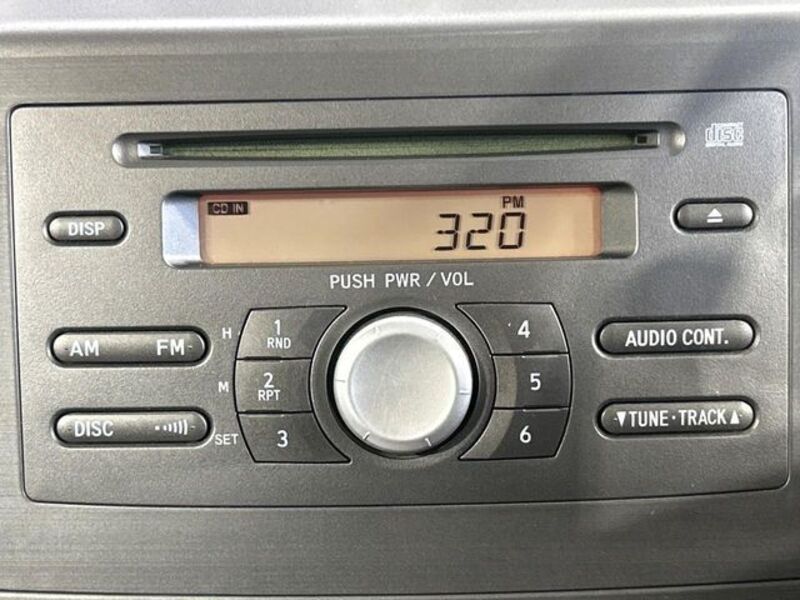 disc
CD IN
PM
320
DISP
PUSH PWR / VOL
AM FM
H
1
RND
M
2
RPT
3
SET
DISC
4
5
6
AUDIO CONT.
▼TUNE·TRACK▲